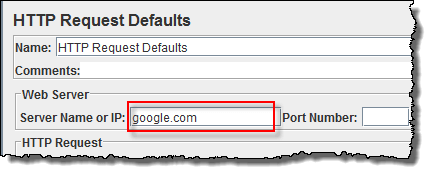 HTTP Request Defaults
Name: HTTP Request Defaults
Comments:
Web Server
Server Name or IP: google.com Port Number:
HTTP Request